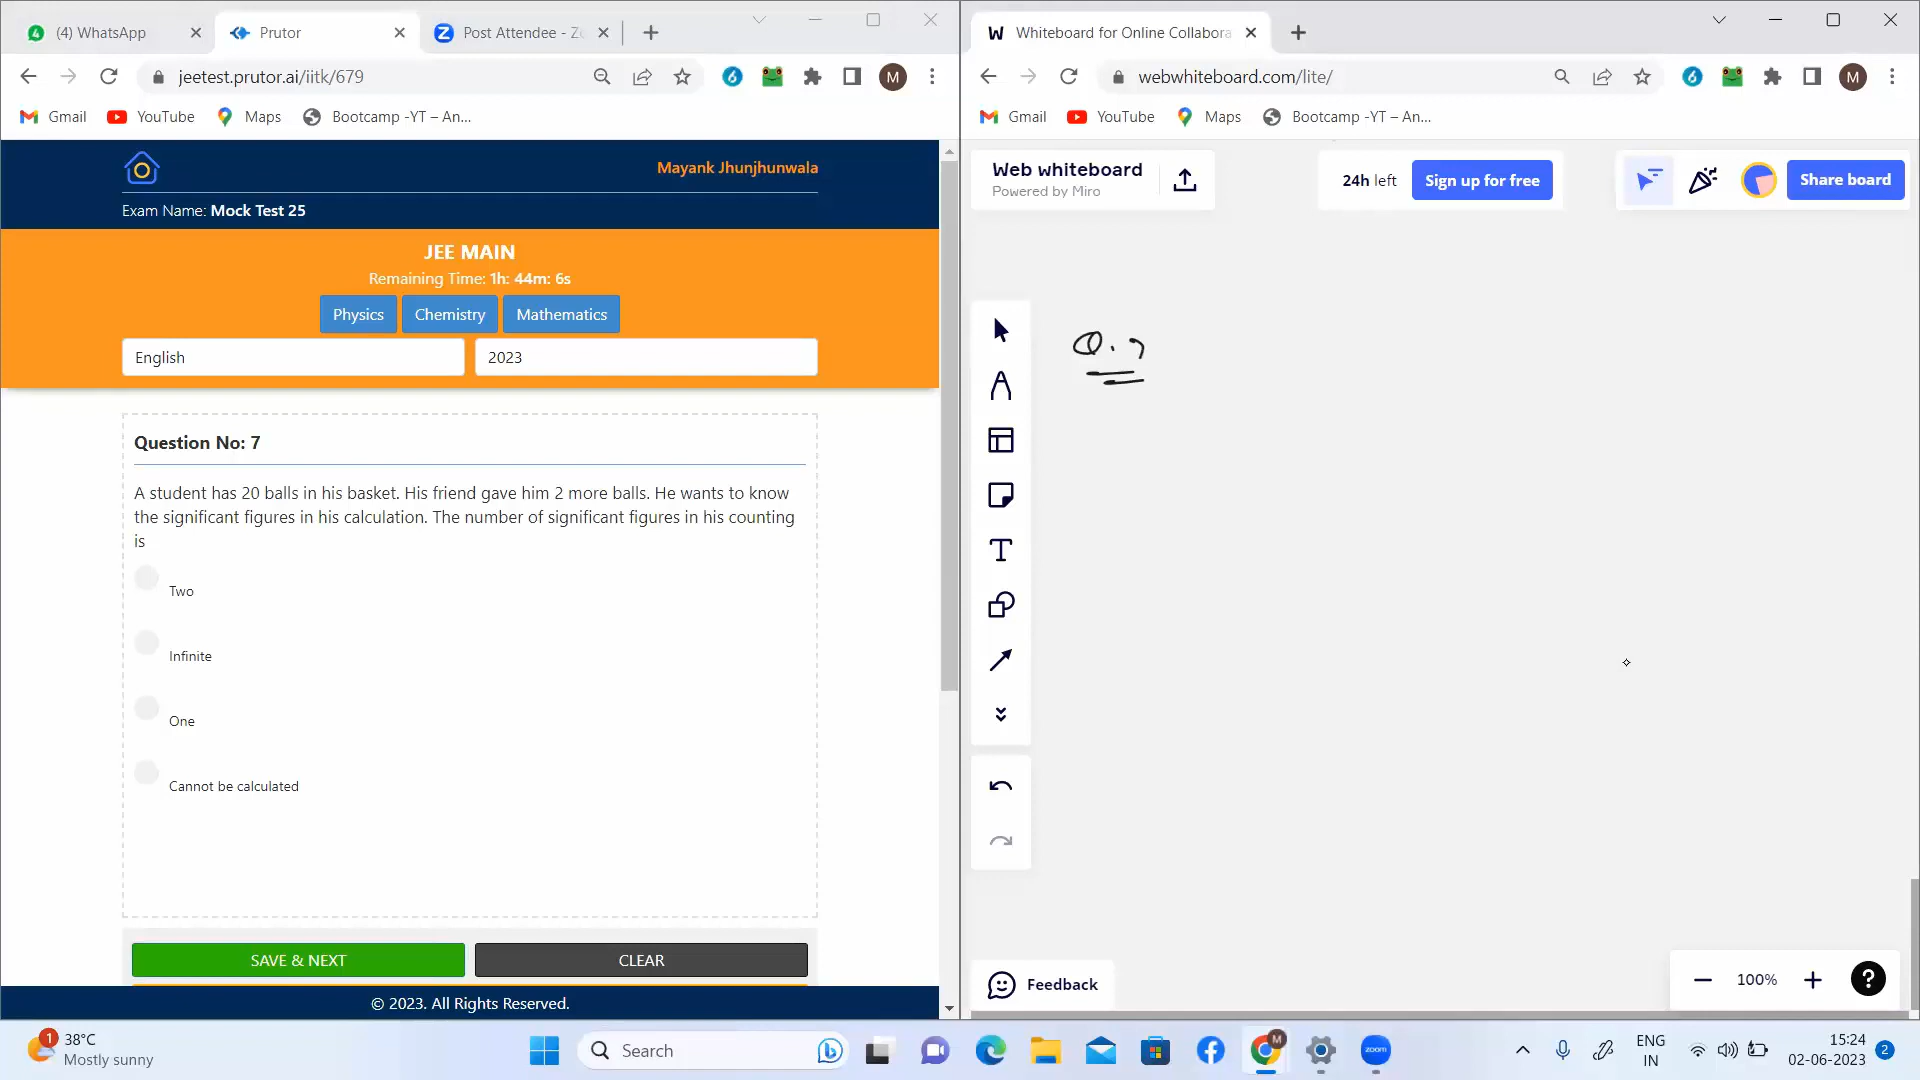 (4) WhatsApp
Prutor
Post Attendee - Z
jeetest.prutor.ai/iitk/679
M
Gmail
YouTube
Maps
Bootcamp -YT – An...
Mayank Jhunjhunwala
Exam Name: Mock Test 25
JEE MAIN
Remaining Time: 1h: 44m: 6s
Physics
Chemistry
Mathematics
English
2023
Question No: 7
A student has 20 balls in his basket. His friend gave him 2 more balls. He wants to know
the significant figures in his calculation. The number of significant figures in his counting
is
Two
Infinite
One
Cannot be calculated
SAVE & NEXT
CLEAR
© 2023. All Rights Reserved.
Whiteboard for Online Collabora
webwhiteboard.com/lite/
M
Gmail
YouTube
Maps
Bootcamp -YT – An...
Web whiteboard
Powered by Miro
24h left
Sign up for free
Share board
Q. 7
Feedback
100%
1
38°C
Mostly sunny
Search
M
zoom
ENG
IN
15:24
02-06-2023
2